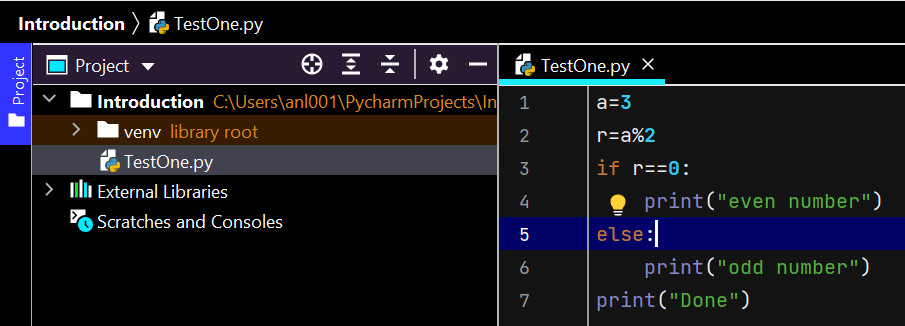 Introduction 〉 TestOne.py
Project
Project
Introduction C:\Users\anl001\PycharmProjects\In
venv library root
TestOne.py
External Libraries
Scratches and Consoles
TestOne.py ×
1 a=3
2 r=a%2
3 if r==0:
4     print("even number")
5 else:
6     print("odd number")
7 print("Done")